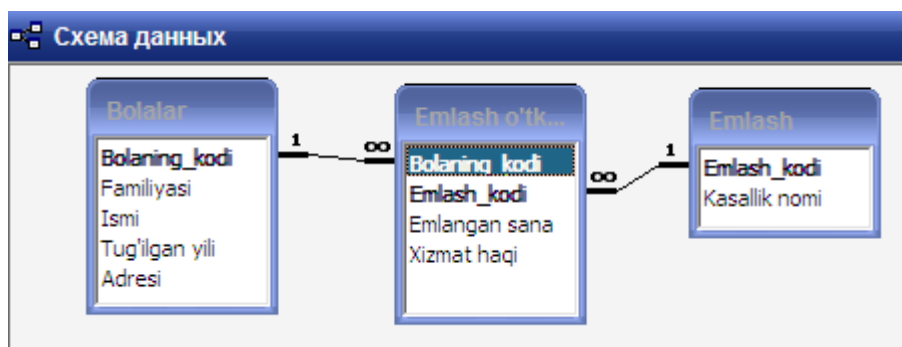 Схема данных
Bolalar
Bolaning_kodi
Familiyasi
Ismi
Tug'ilgan yili
Adresi
1
∞
Emlash o'tk...
Bolaning_kodi
Emlash_kodi
Emlangan sana
Xizmat haqi
∞
1
Emlash
Emlash_kodi
Kasallik nomi